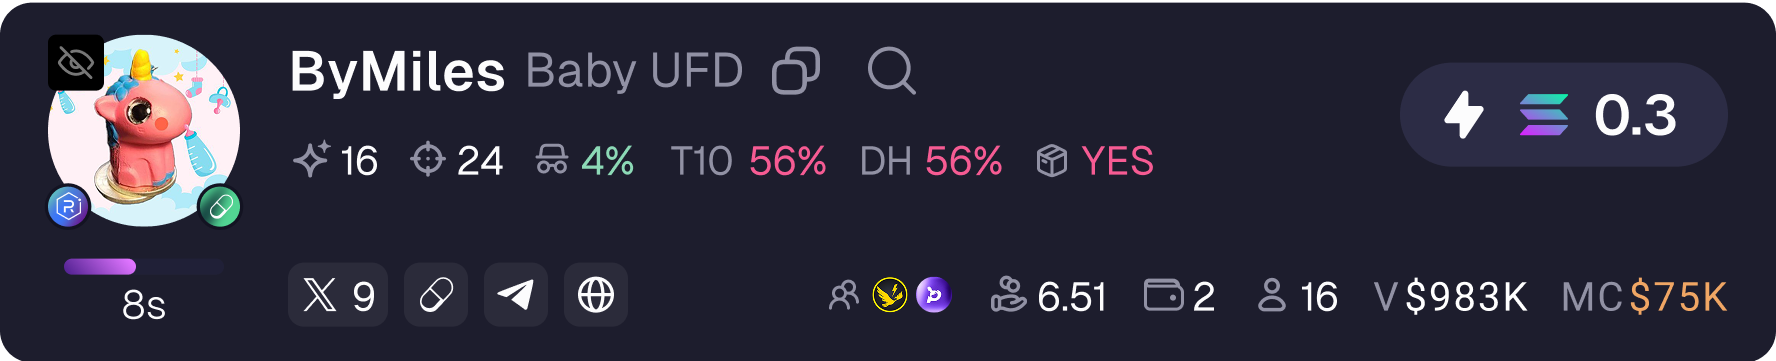 ByMiles Baby UFD
0.3
16 24 4% T10 56% DH 56% YES
8s
9
6.51 2 16 V $983K MC $75K